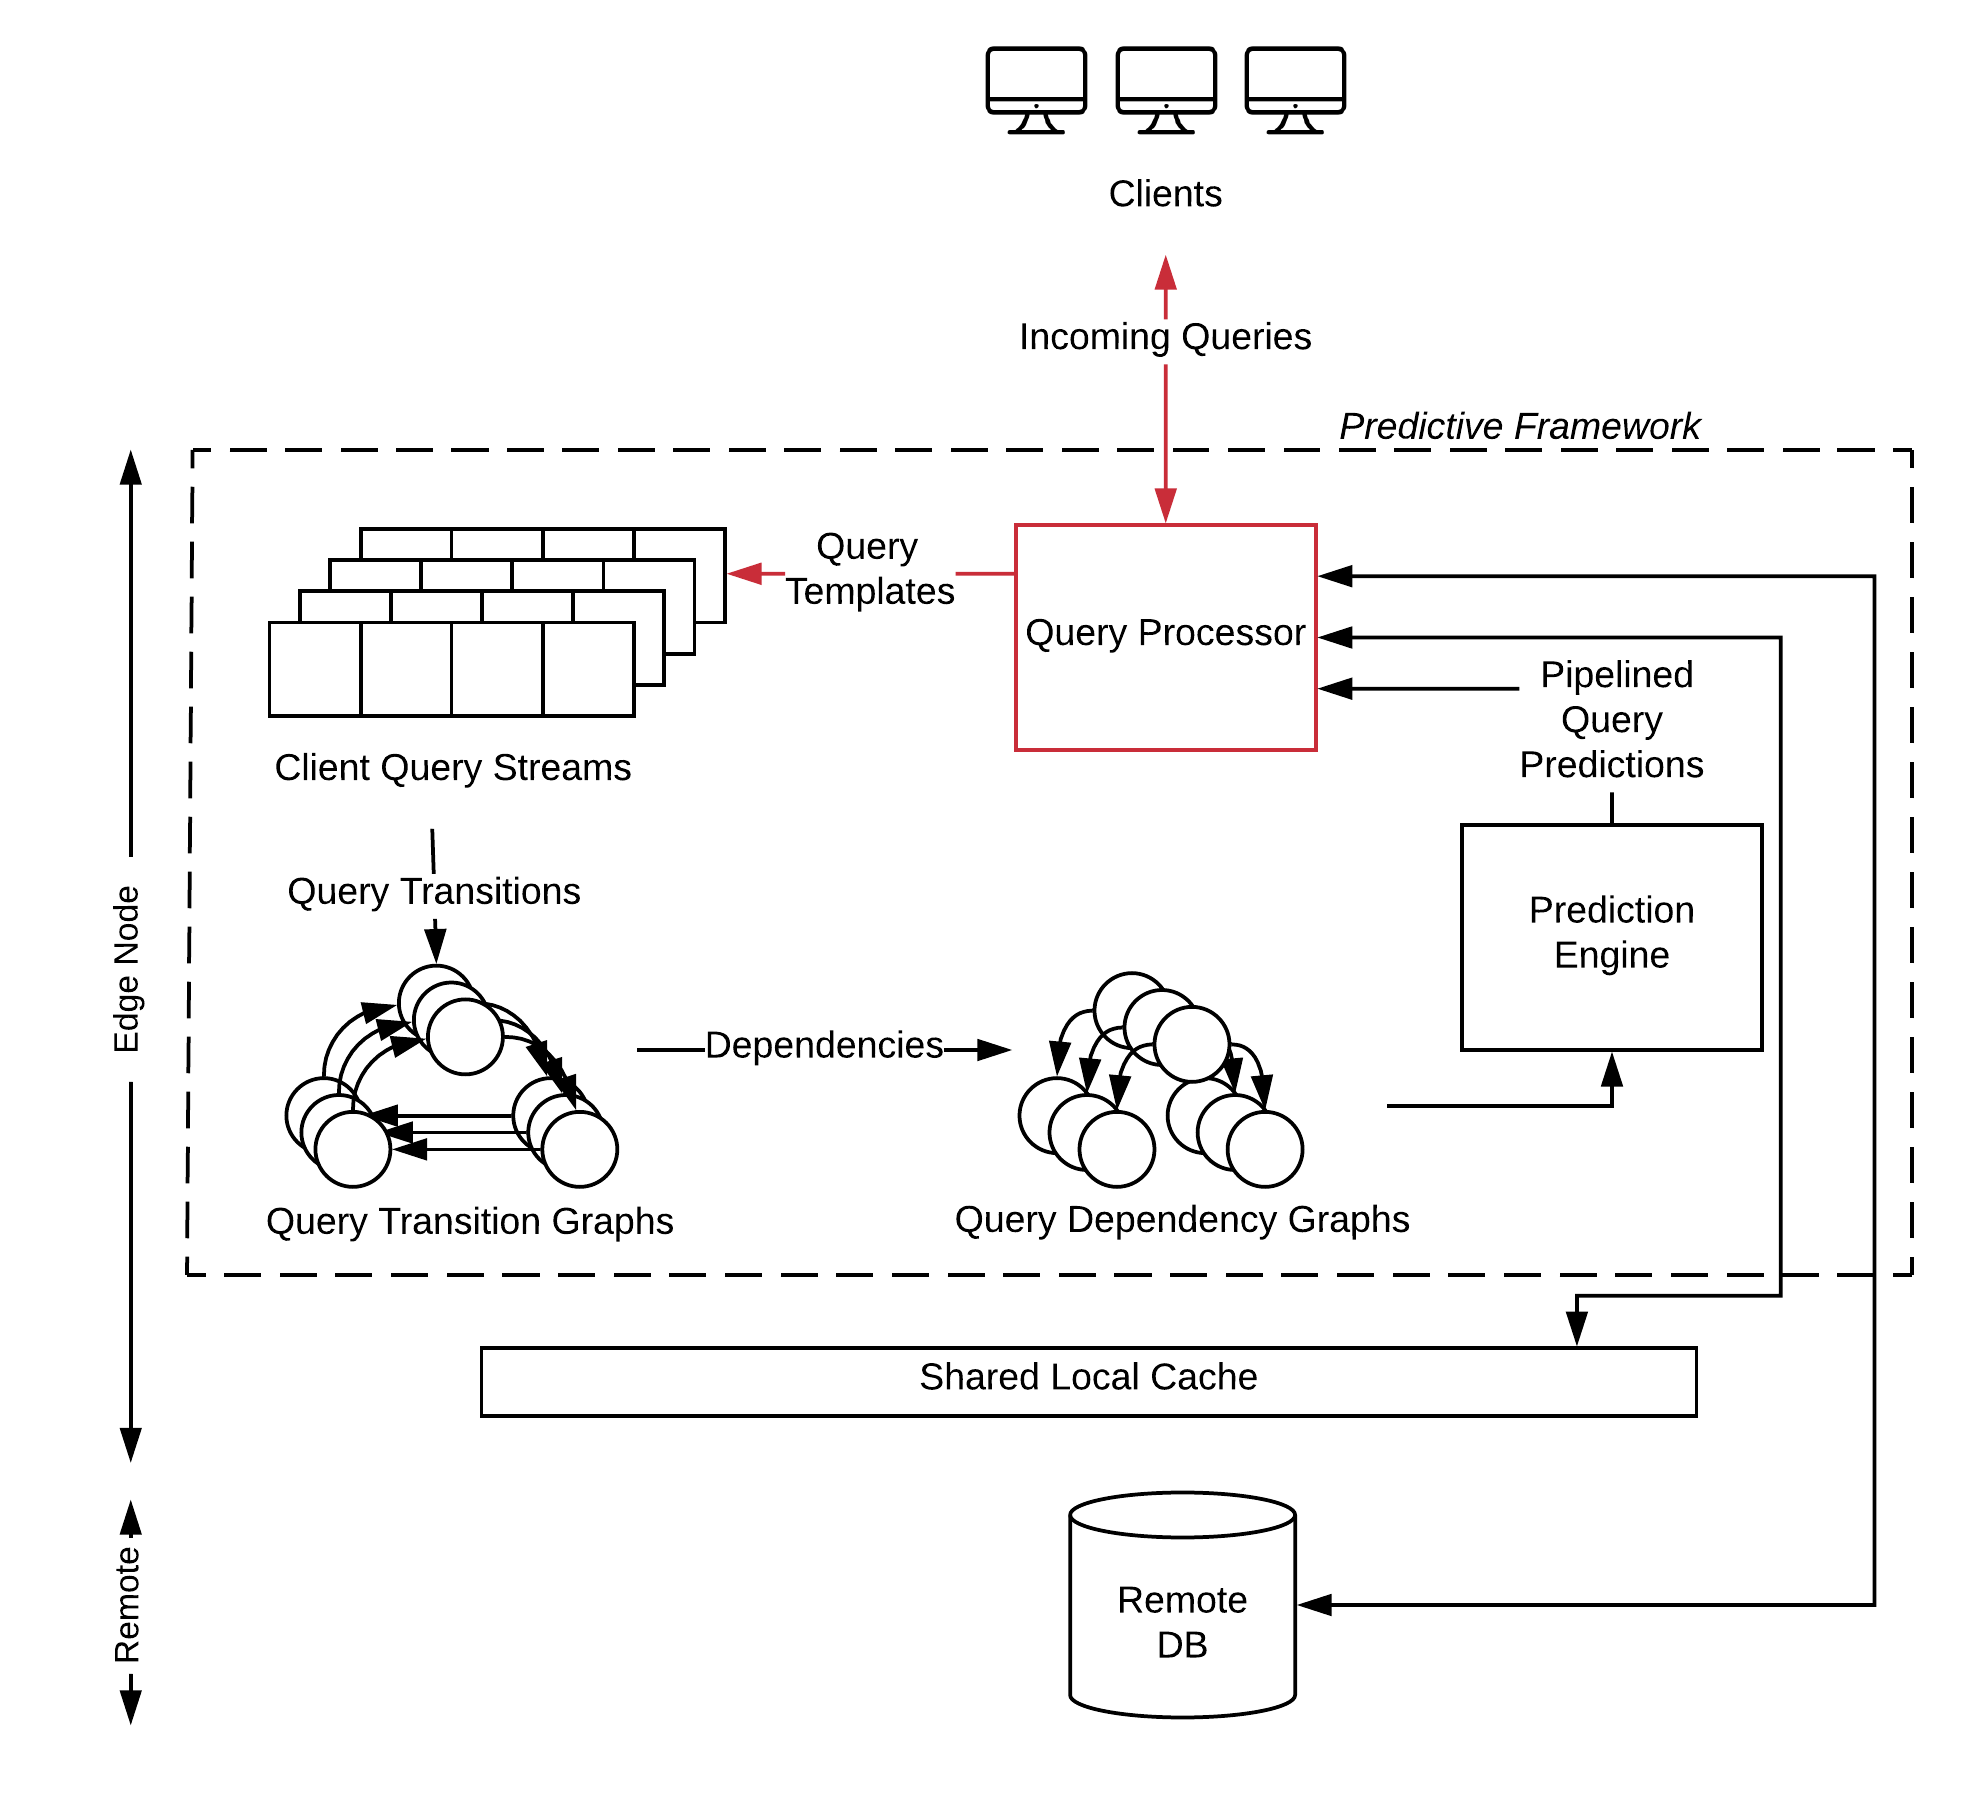 Clients
Incoming Queries
Predictive Framework
Query
Templates
Query Processor
Pipelined
Query
Predictions
Client Query Streams
Query Transitions
Prediction
Engine
Edge Node
Dependencies
Query Transition Graphs
Query Dependency Graphs
Shared Local Cache
Remote
Remote
DB